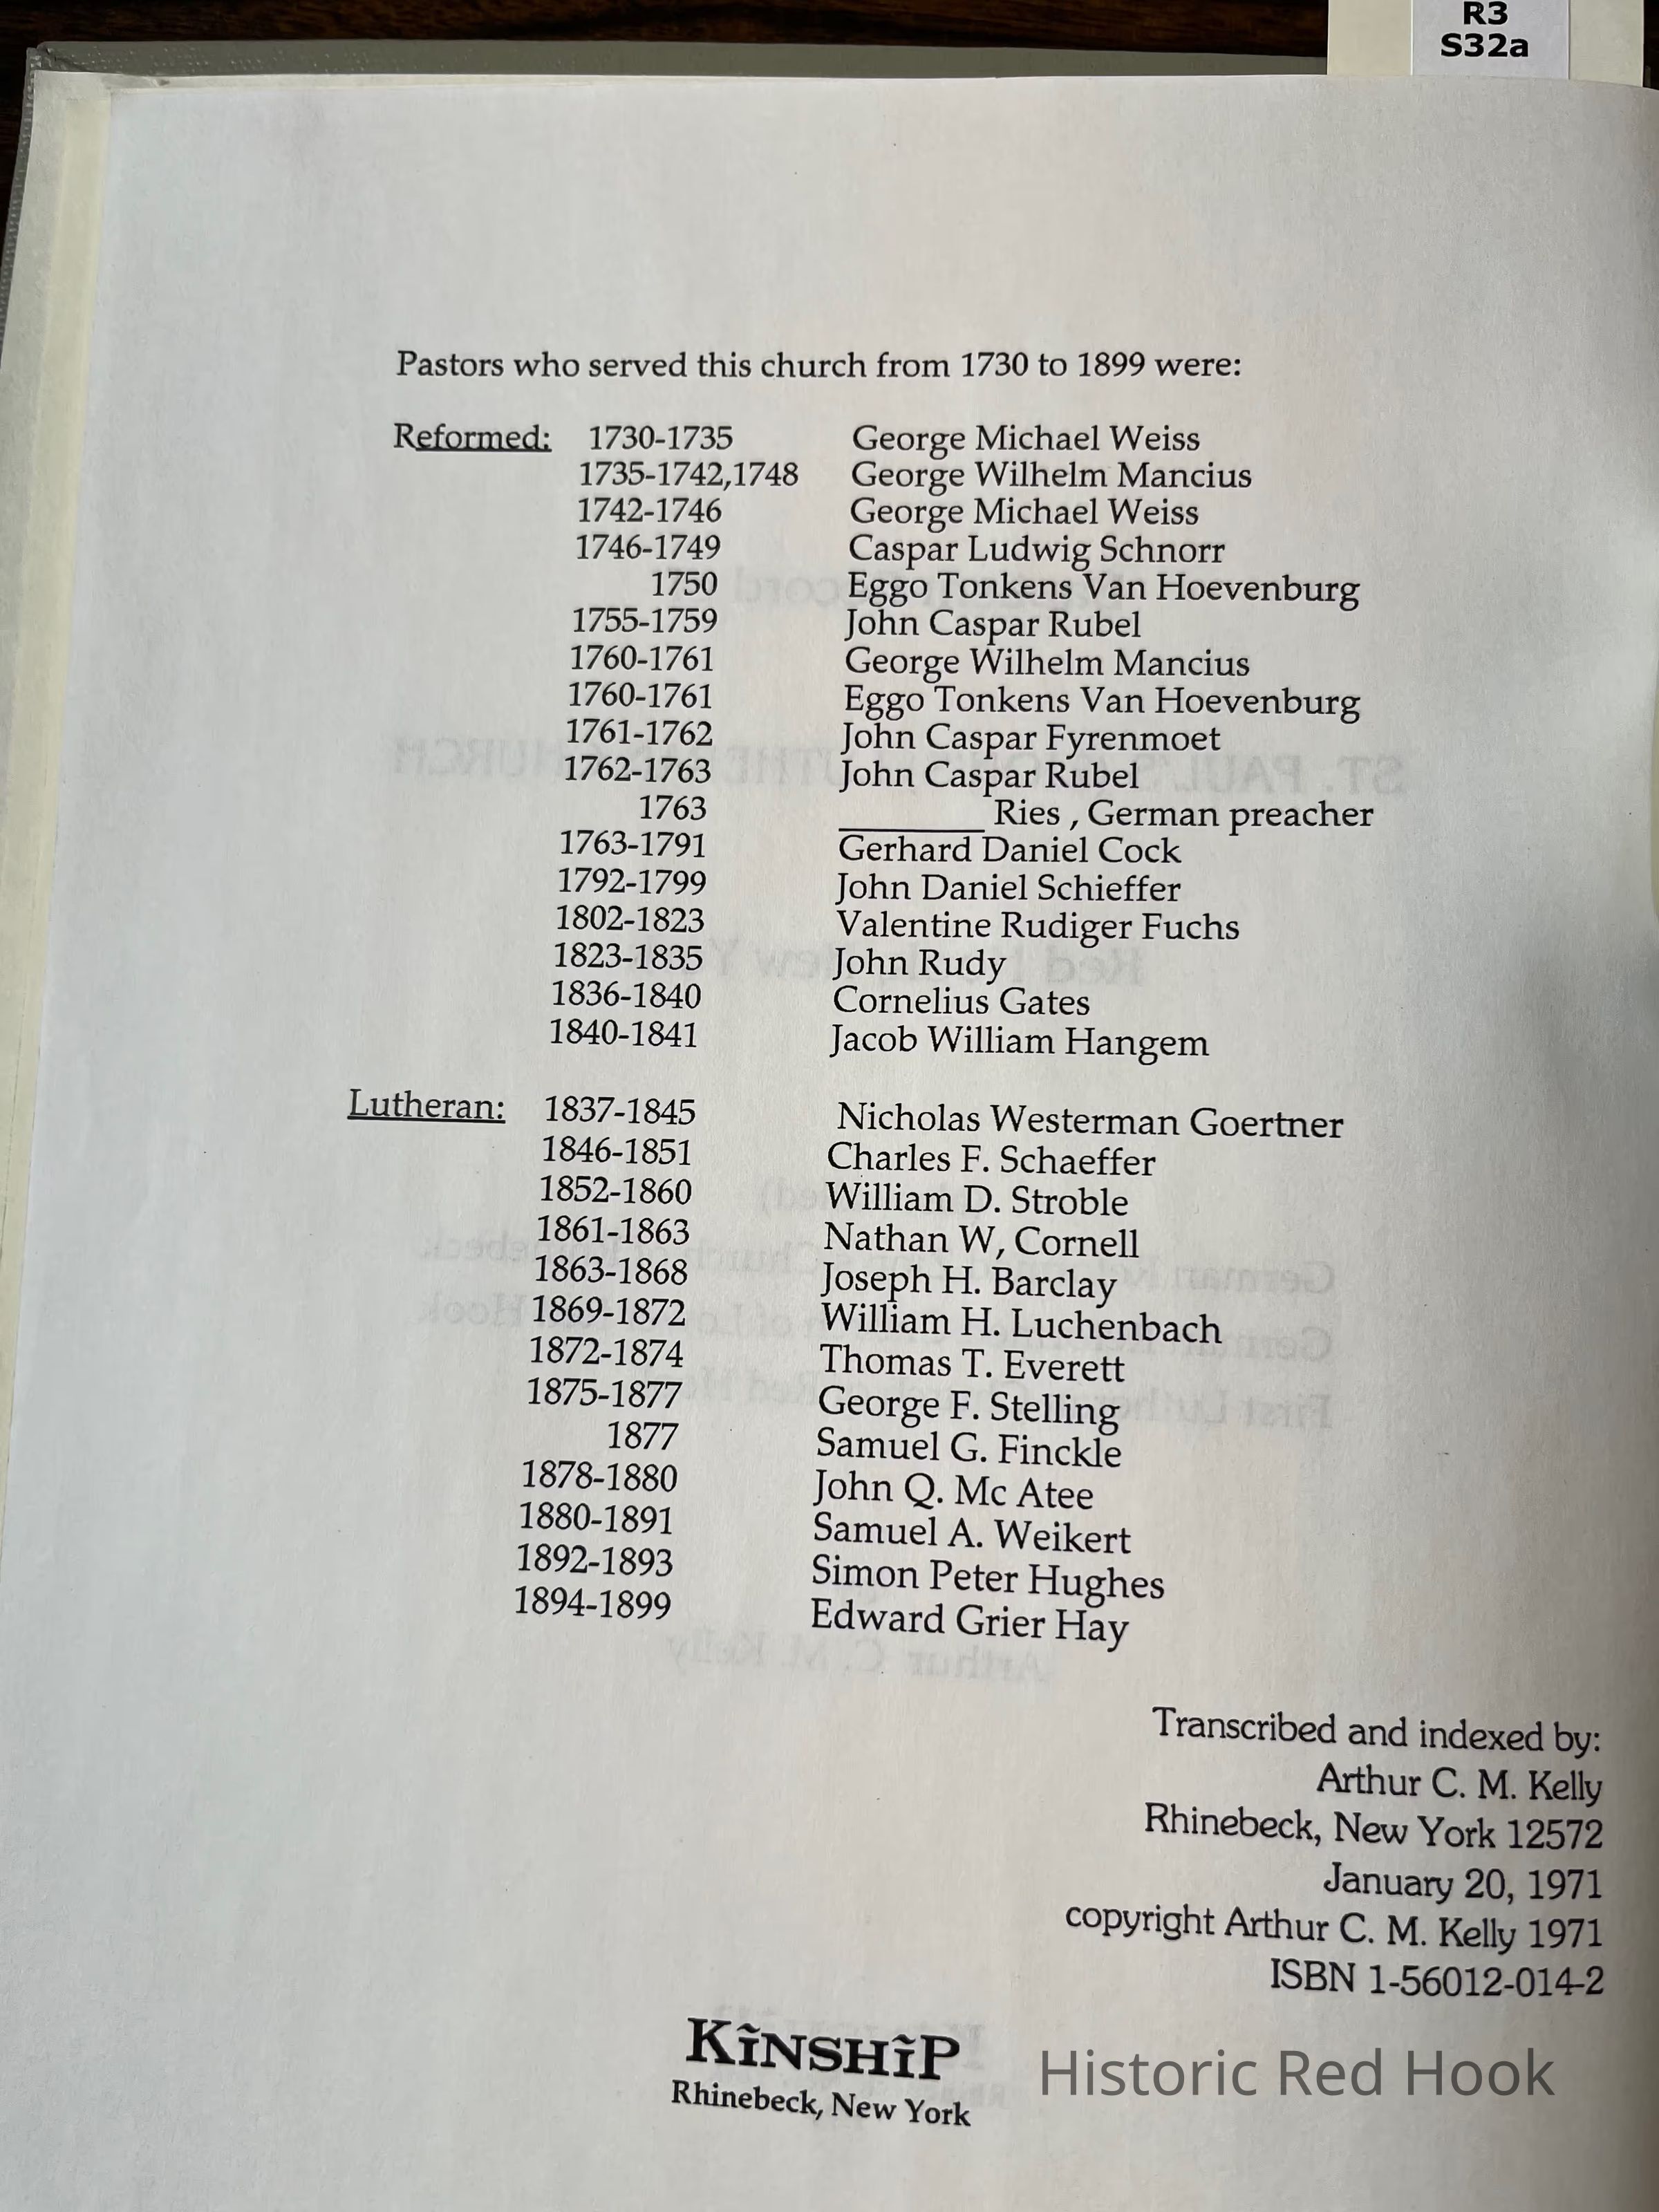 R3
S32a
Pastors who served this church from 1730 to 1899 were:
Reformed: 1730-1735 George Michael Weiss
1735-1742,1748 George Wilhelm Mancius
1742-1746 George Michael Weiss
1746-1749 Caspar Ludwig Schnorr
1750 Eggo Tonkens Van Hoevenburg
1755-1759 John Caspar Rubel
1760-1761 George Wilhelm Mancius
1760-1761 Eggo Tonkens Van Hoevenburg
1761-1762 John Caspar Fyrenmoet
1762-1763 John Caspar Rubel
1763 _______ Ries , German preacher
1763-1791 Gerhard Daniel Cock
1792-1799 John Daniel Schieffer
1802-1823 Valentine Rudiger Fuchs
1823-1835 John Rudy
1836-1840 Cornelius Gates
1840-1841 Jacob William Hangem
Lutheran: 1837-1845 Nicholas Westerman Goertner
1846-1851 Charles F. Schaeffer
1852-1860 William D. Stroble
1861-1863 Nathan W, Cornell
1863-1868 Joseph H. Barclay
1869-1872 William H. Luchenbach
1872-1874 Thomas T. Everett
1875-1877 George F. Stelling
1877 Samuel G. Finckle
1878-1880 John Q. Mc Atee
1880-1891 Samuel A. Weikert
1892-1893 Simon Peter Hughes
1894-1899 Edward Grier Hay
Transcribed and indexed by:
Arthur C. M. Kelly
Rhinebeck, New York 12572
January 20, 1971
copyright Arthur C. M. Kelly 1971
ISBN 1-56012-014-2
KĩNSHĩP
Rhinebeck, New York
Historic Red Hook